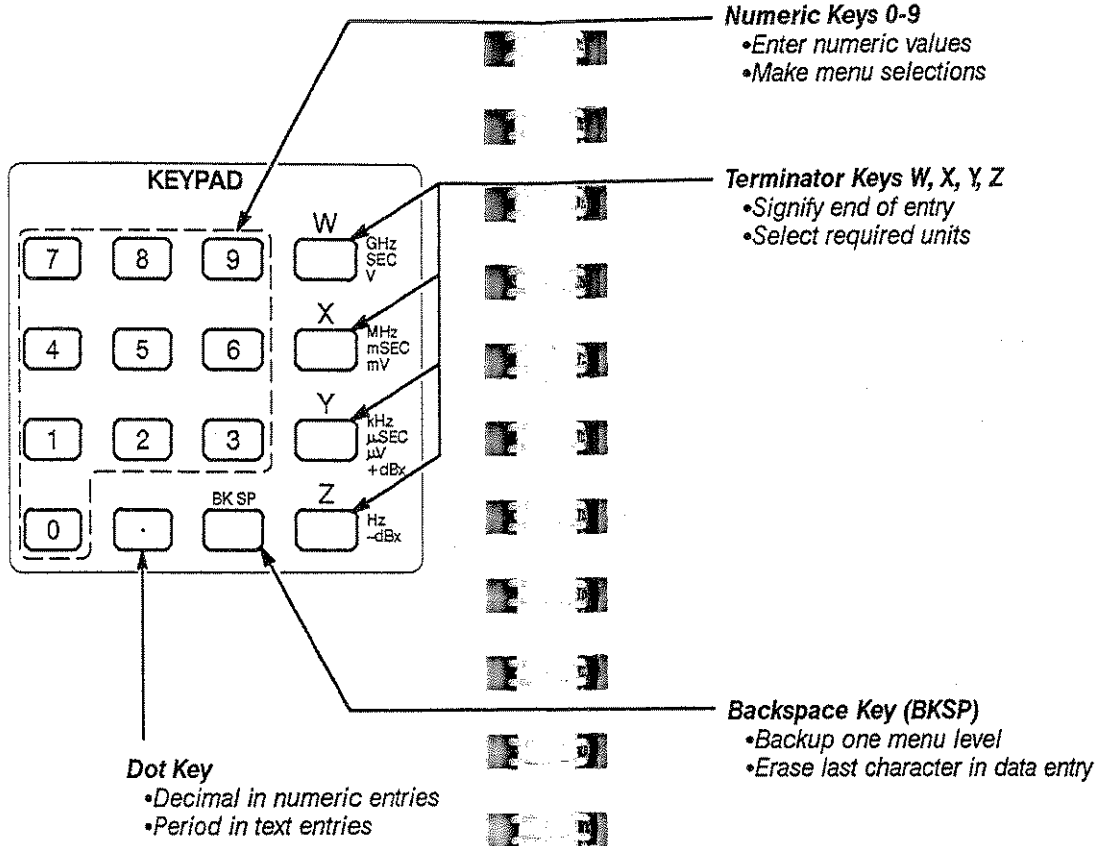 Numeric Keys 0-9
•Enter numeric values
•Make menu selections
KEYPAD
Terminator Keys W, X, Y, Z
•Signify end of entry
•Select required units
W
7
8
9
GHz
SEC
V
X
4
5
6
MHz
mSEC
mV
Y
1
2
3
kHz
µSEC
µV
+dBx
BK SP
Z
0
.
Hz
–dBx
Backspace Key (BKSP)
•Backup one menu level
•Erase last character in data entry
Dot Key
•Decimal in numeric entries
•Period in text entries